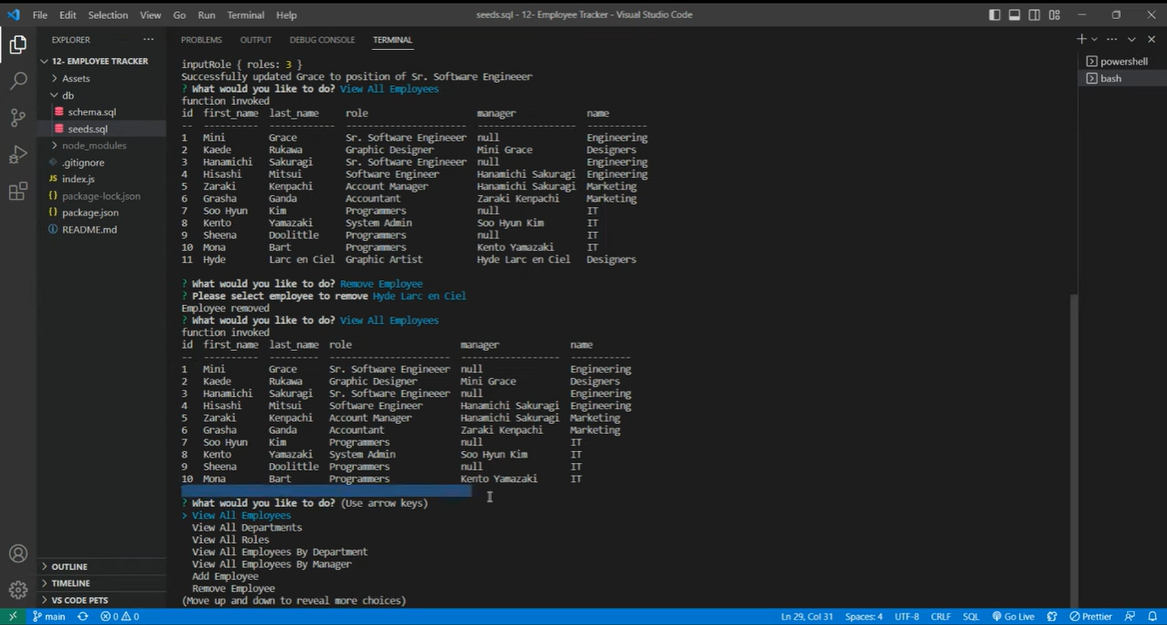 File Edit Selection View Go Run Terminal Help
seeds.sql - 12- Employee Tracker - Visual Studio Code
EXPLORER
PROBLEMS OUTPUT DEBUG CONSOLE TERMINAL
12- EMPLOYEE TRACKER
Assets
db
schema.sql
seeds.sql
node_modules
.gitignore
index.js
package-lock.json
package.json
README.md
OUTLINE
TIMELINE
VS CODE PETS
inputRole { roles: 3 }
Successfully updated Grace to position of Sr. Software Engineeer
? What would you like to do? View All Employees
function invoked
id first_name last_name role manager name
-- ---------- ------------- --------------------- ------------------ -----------
1 Mini Grace Sr. Software Engineeer null Engineering
2 Kaede Rukawa Graphic Designer Mini Grace Designers
3 Hanamichi Sakuragi Sr. Software Engineeer null Engineering
4 Hisashi Mitsui Software Engineer Hanamichi Sakuragi Engineering
5 Zaraki Kenpachi Account Manager Hanamichi Sakuragi Marketing
6 Grasha Ganda Accountant Zaraki Kenpachi Marketing
7 Soo Hyun Kim Programmers null IT
8 Kento Yamazaki System Admin Soo Hyun Kim IT
9 Sheena Doolittle Programmers null IT
10 Mona Bart Programmers Kento Yamazaki IT
11 Hyde Larc en Ciel Graphic Artist Hyde Larc en Ciel Designers
? What would you like to do? Remove Employee
? Please select employee to remove Hyde Larc en Ciel
Employee removed
? What would you like to do? View All Employees
function invoked
id first_name last_name role manager name
-- ---------- --------- ---------------------- ------------------ -----------
1 Mini Grace Sr. Software Engineeer null Engineering
2 Kaede Rukawa Graphic Designer Mini Grace Designers
3 Hanamichi Sakuragi Sr. Software Engineeer null Engineering
4 Hisashi Mitsui Software Engineer Hanamichi Sakuragi Engineering
5 Zaraki Kenpachi Account Manager Hanamichi Sakuragi Marketing
6 Grasha Ganda Accountant Zaraki Kenpachi Marketing
7 Soo Hyun Kim Programmers null IT
8 Kento Yamazaki System Admin Soo Hyun Kim IT
9 Sheena Doolittle Programmers null IT
10 Mona Bart Programmers Kento Yamazaki IT
? What would you like to do? (Use arrow keys)
> View All Employees
View All Departments
View All Roles
View All Employees By Department
View All Employees By Manager
Add Employee
Remove Employee
(Move up and down to reveal more choices)
powershell
bash
main 0 0 Ln 29, Col 31 Spaces: 4 UTF-8 CRLF SQL Go Live Prettier